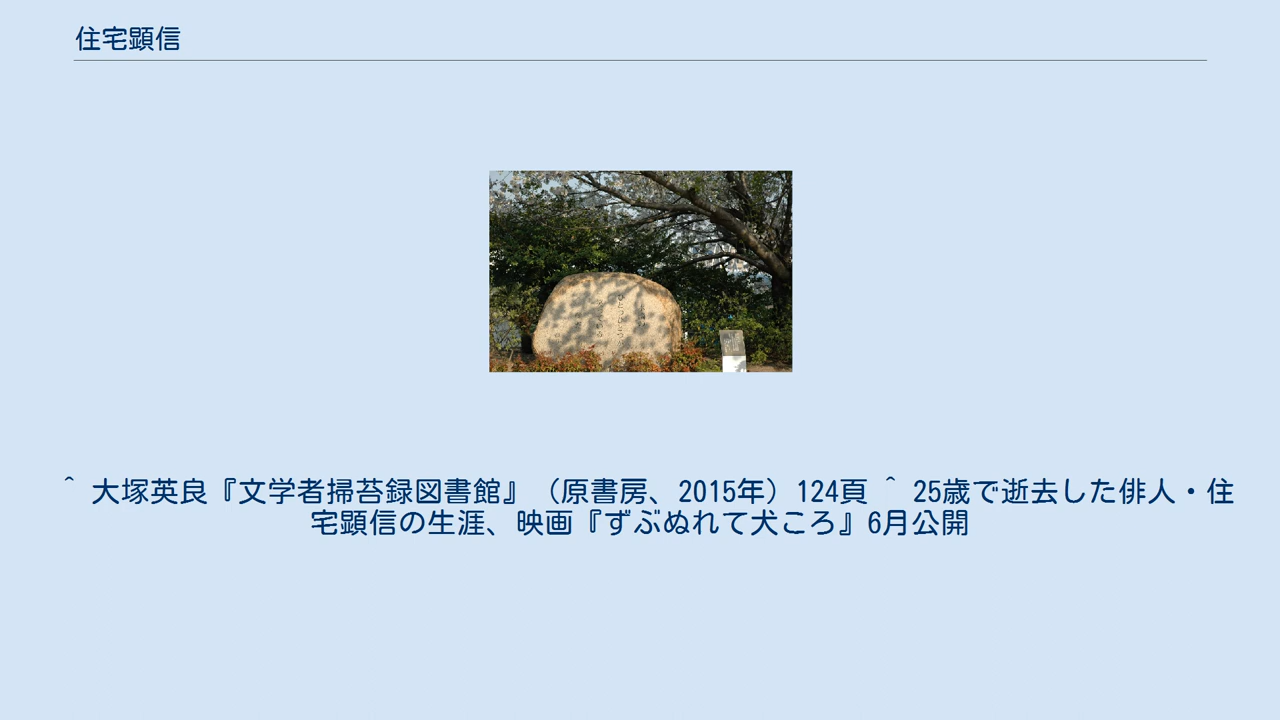 住宅顕信
＾ 大塚英良『文学者掃苔録図書館』（原書房、2015年）124頁 ＾ 25歳で逝去した俳人・住
宅顕信の生涯、映画『ずぶぬれて犬ころ』6月公開